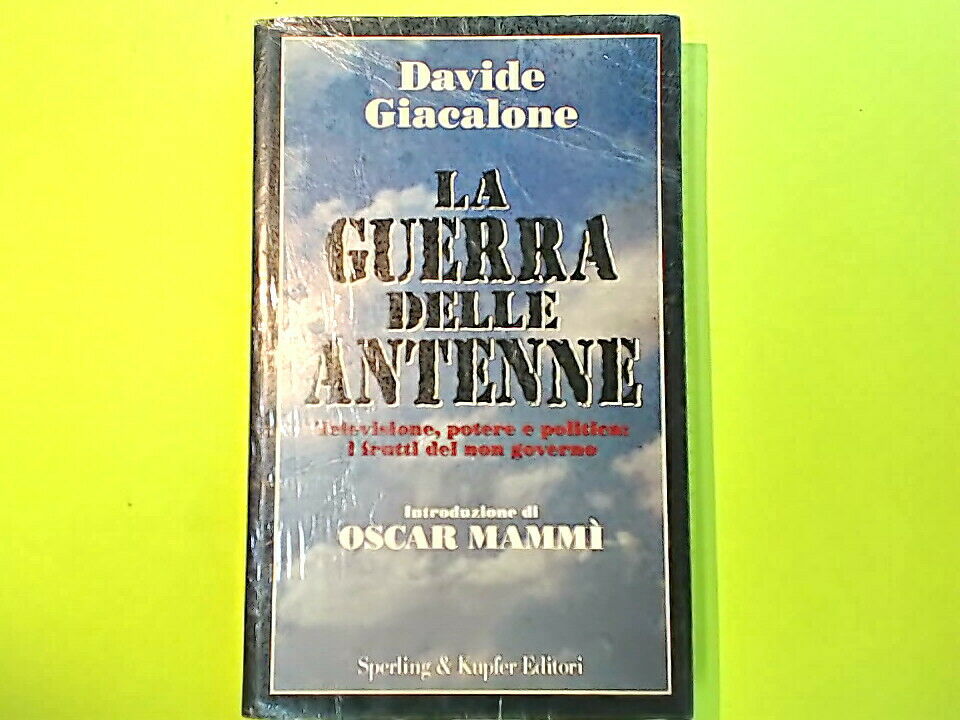 Davide
Giacalone
LA
GUERRA
DELLE
ANTENNE
Televisione, potere e politica:
i frutti del non governo
Introduzione di
OSCAR MAMMÌ
Sperling & Kupfer Editori